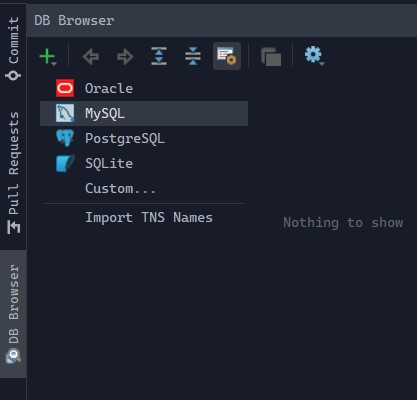 DB Browser
Commit
Pull Requests
DB Browser
Oracle
MySQL
PostgreSQL
SQLite
Custom...
Import TNS Names
Nothing to show